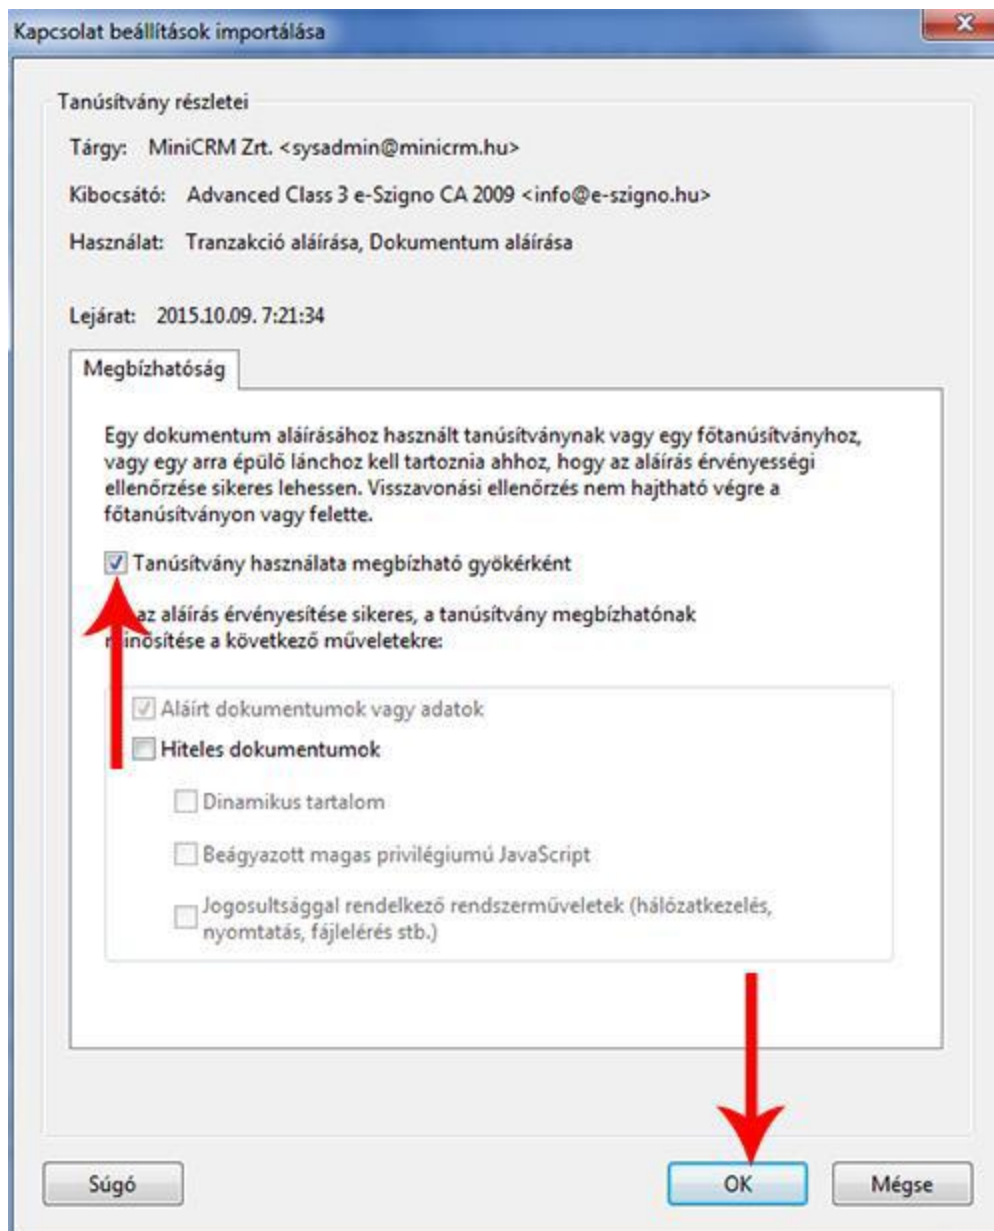 Kapcsolat beállítások importálása
Tanúsítvány részletei
Tárgy: MiniCRM Zrt. <sysadmin@minicrm.hu>
Kibocsátó: Advanced Class 3 e-Szigno CA 2009 <info@e-szigno.hu>
Használat: Tranzakció aláírása, Dokumentum aláírása
Lejárat: 2015.10.09. 7:21:34
Megbízhatóság
Egy dokumentum aláírásához használt tanúsítványnak vagy egy főtanúsítványhoz,
vagy egy arra épülő lánchoz kell tartoznia ahhoz, hogy az aláírás érvényességi
ellenőrzése sikeres lehessen. Visszavonási ellenőrzés nem hajtható végre a
főtanúsítványon vagy felette.
Tanúsítvány használata megbízható gyökérként
az aláírás érvényesítése sikeres, a tanúsítvány megbízhatónak
a következő műveletekre:
Aláírt dokumentumok vagy adatok
Hiteles dokumentumok
Dinamikus tartalom
Beágyazott magas privilégiumú JavaScript
Jogosultsággal rendelkező rendszerműveletek (hálózatkezelés,
nyomtatás, fájlelérés stb.)
Súgó
OK
Mégse